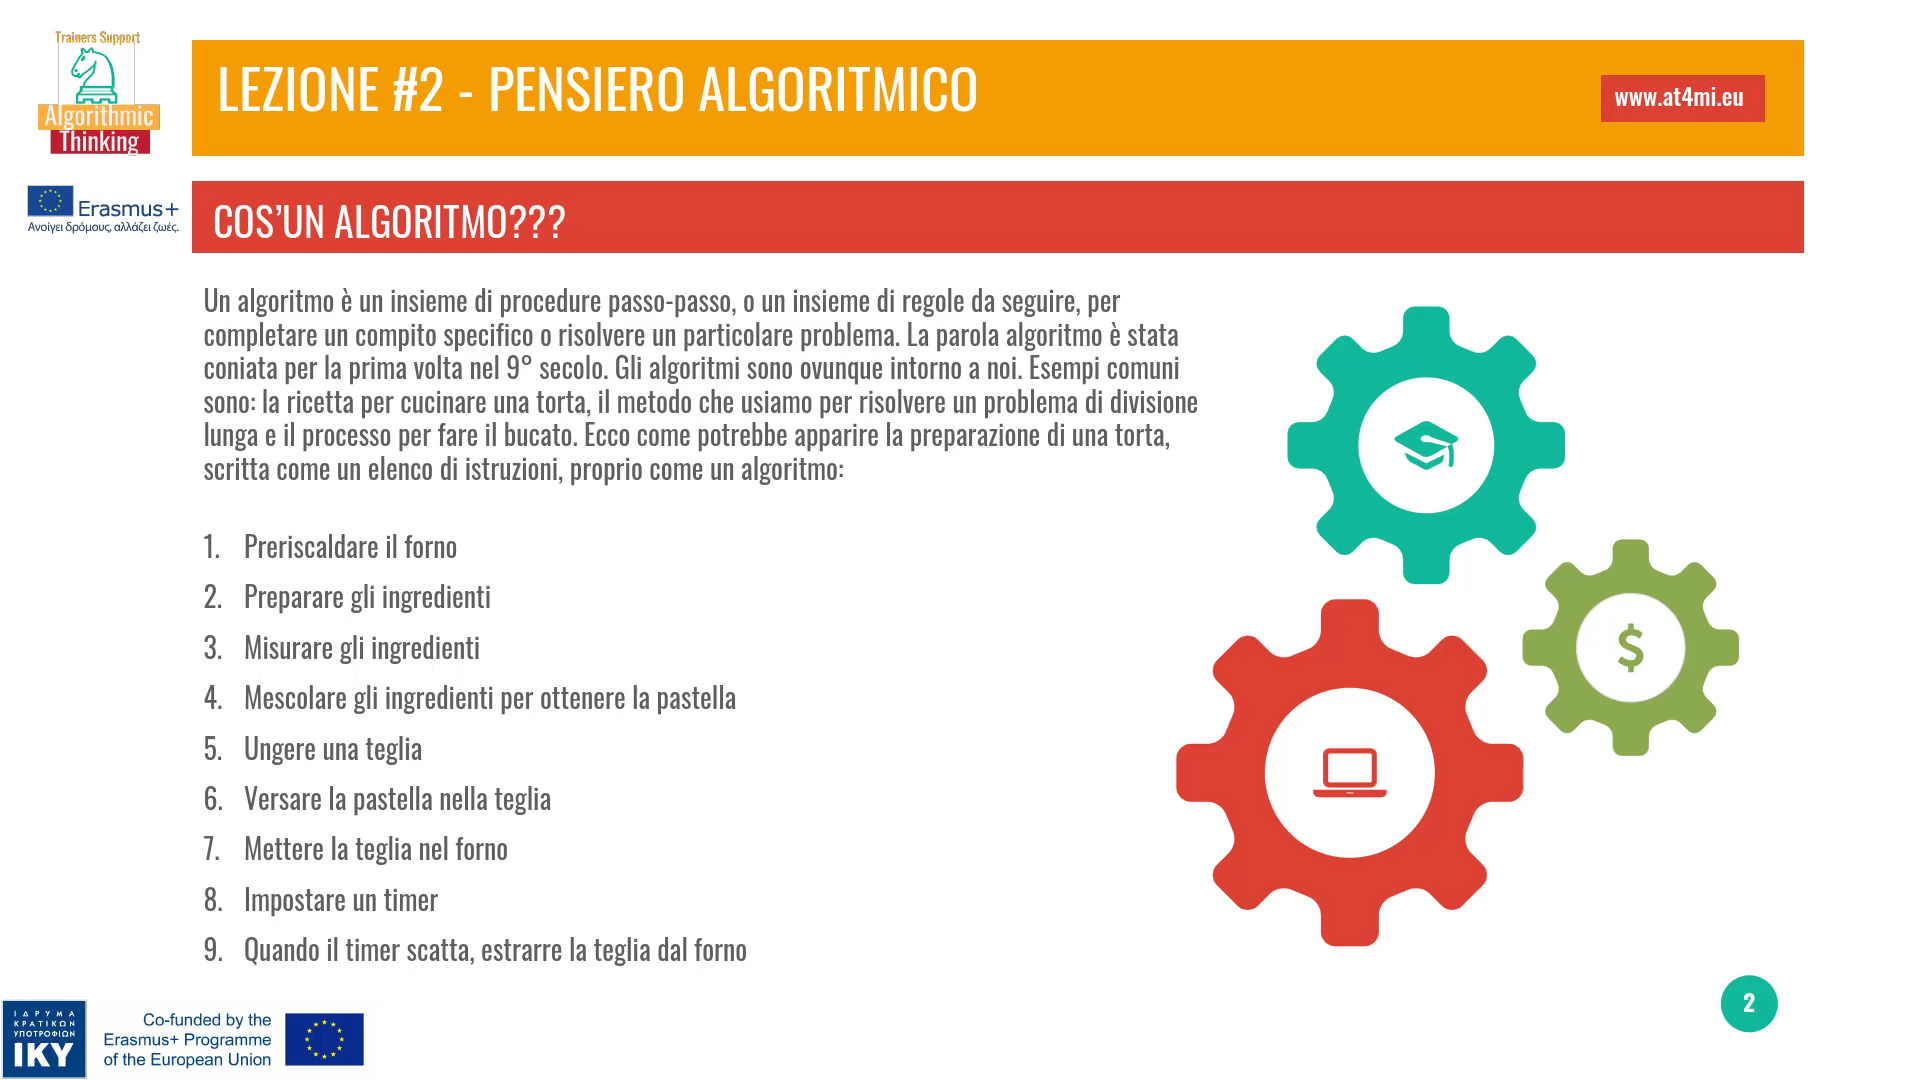 Trainers Support
Algorithmic
Thinking
LEZIONE #2 - PENSIERO ALGORITMICO
www.at4mi.eu
Erasmus+
Ανοίγει δρόμους, αλλάζει ζωές.
COS'UN ALGORITMO???
Un algoritmo è un insieme di procedure passo-passo, o un insieme di regole da seguire, per
completare un compito specifico o risolvere un particolare problema. La parola algoritmo è stata
coniata per la prima volta nel 9° secolo. Gli algoritmi sono ovunque intorno a noi. Esempi comuni
sono: la ricetta per cucinare una torta, il metodo che usiamo per risolvere un problema di divisione
lunga e il processo per fare il bucato. Ecco come potrebbe apparire la preparazione di una torta,
scritta come un elenco di istruzioni, proprio come un algoritmo:
1. Preriscaldare il forno
2. Preparare gli ingredienti
3. Misurare gli ingredienti
4. Mescolare gli ingredienti per ottenere la pastella
5. Ungere una teglia
6. Versare la pastella nella teglia
7. Mettere la teglia nel forno
8. Impostare un timer
9. Quando il timer scatta, estrarre la teglia dal forno
$
2
ΙΔΡΥΜΑ
ΚΡΑΤΙΚΩΝ
ΥΠΟΤΡΟΦΙΩΝ
IKY
Co-funded by the
Erasmus+ Programme
of the European Union